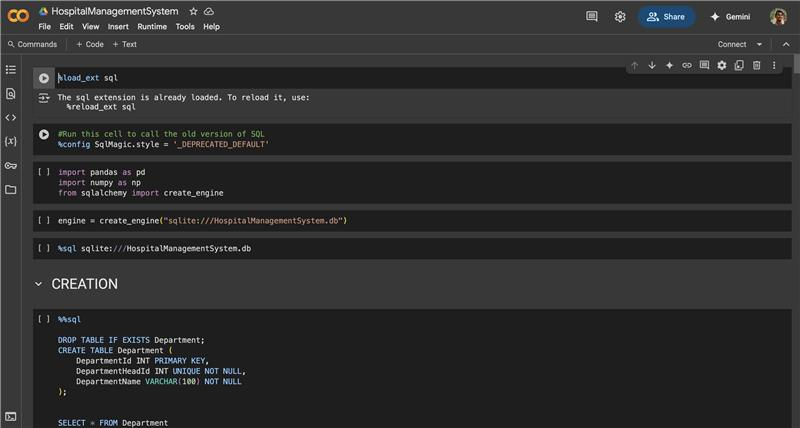 HospitalManagementSystem
File Edit View Insert Runtime Tools Help
Share
Gemini
Commands + Code + Text
Connect
%load_ext sql
The sql extension is already loaded. To reload it, use:
%reload_ext sql
#Run this cell to call the old version of SQL
%config SqlMagic.style = '_DEPRECATED_DEFAULT'
[ ] import pandas as pd
import numpy as np
from sqlalchemy import create_engine
[ ] engine = create_engine("sqlite:///HospitalManagementSystem.db")
[ ] %sql sqlite:///HospitalManagementSystem.db
CREATION
[ ] %%sql
DROP TABLE IF EXISTS Department;
CREATE TABLE Department (
DepartmentId INT PRIMARY KEY,
DepartmentHeadId INT UNIQUE NOT NULL,
DepartmentName VARCHAR(100) NOT NULL
);
SELECT * FROM Department